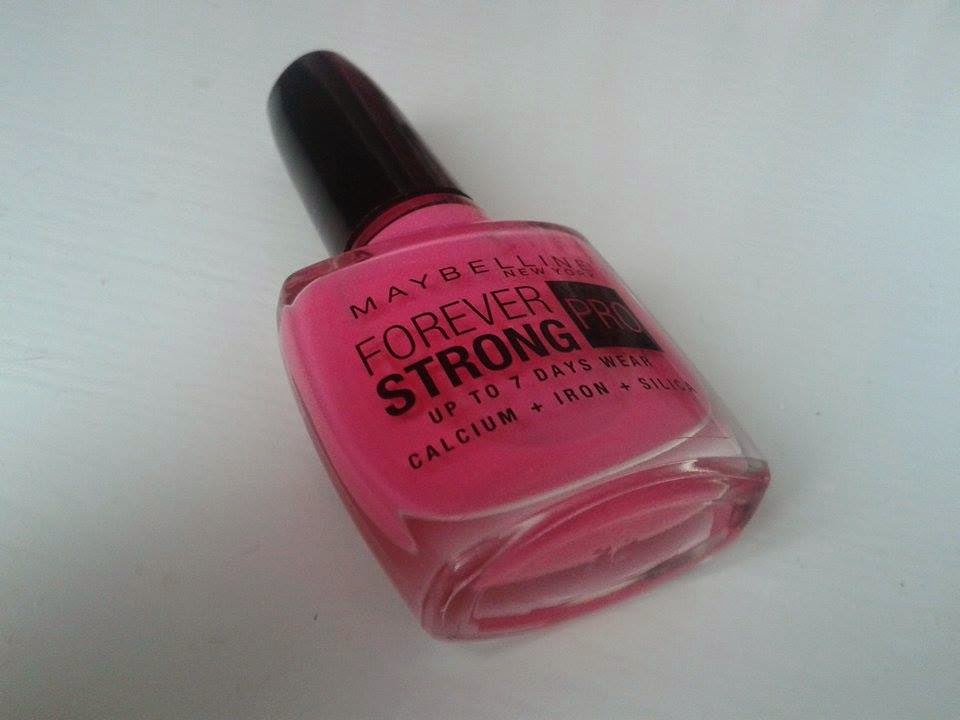 MAYBELLINE
NEW YORK
FOREVER
STRONG PRO
UP TO 7 DAYS WEAR
CALCIUM + IRON + SILICA